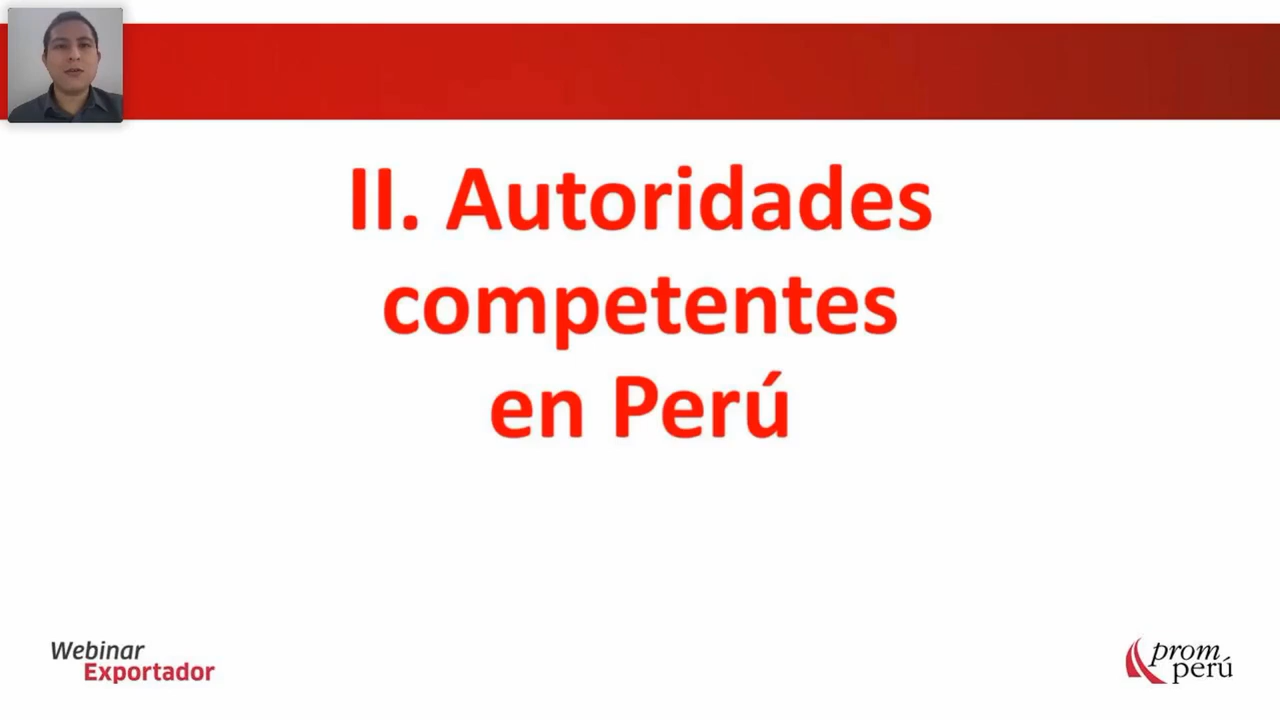 II. Autoridades
competentes
en Perú
Webinar
Exportador
prom
perú